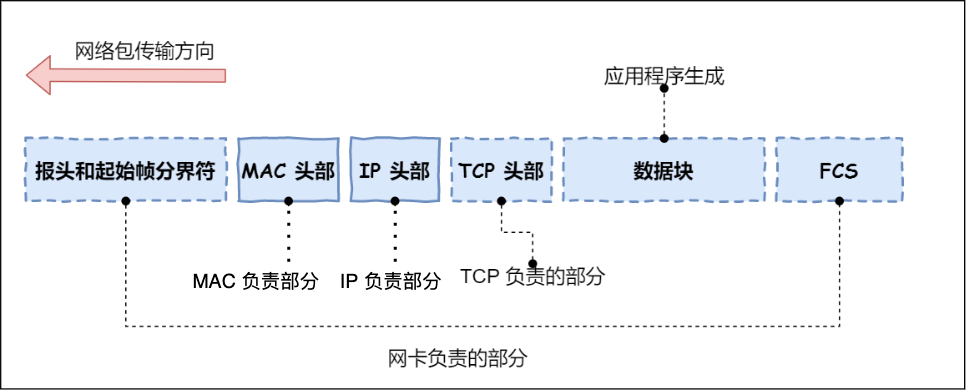 网络包传输方向
应用程序生成
报头和起始帧分界符
MAC 头部
IP 头部
TCP 头部
数据块
FCS
MAC 负责部分
IP 负责部分
TCP 负责的部分
网卡负责的部分